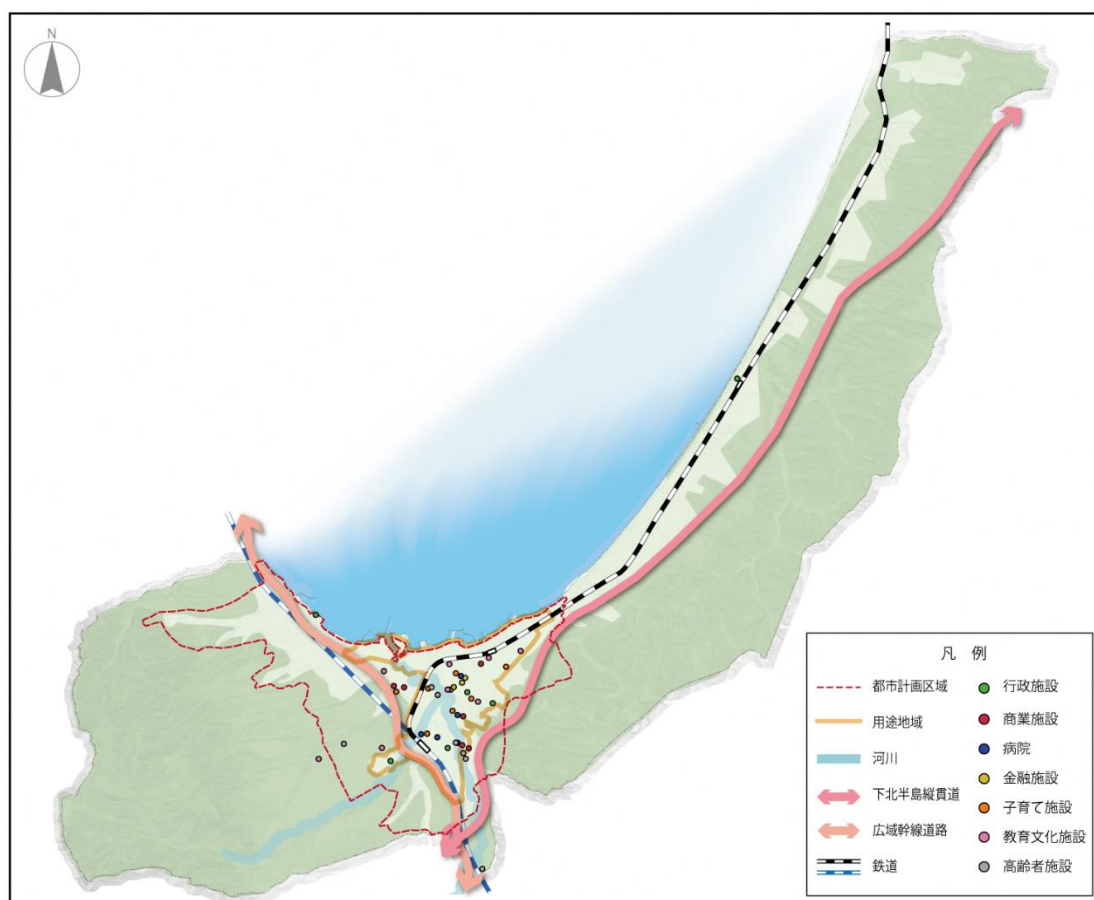 N
凡 例
都市計画区域
用途地域
河川
下北半島縦貫道
広域幹線道路
鉄道
行政施設
商業施設
病院
金融施設
子育て施設
教育文化施設
高齢者施設